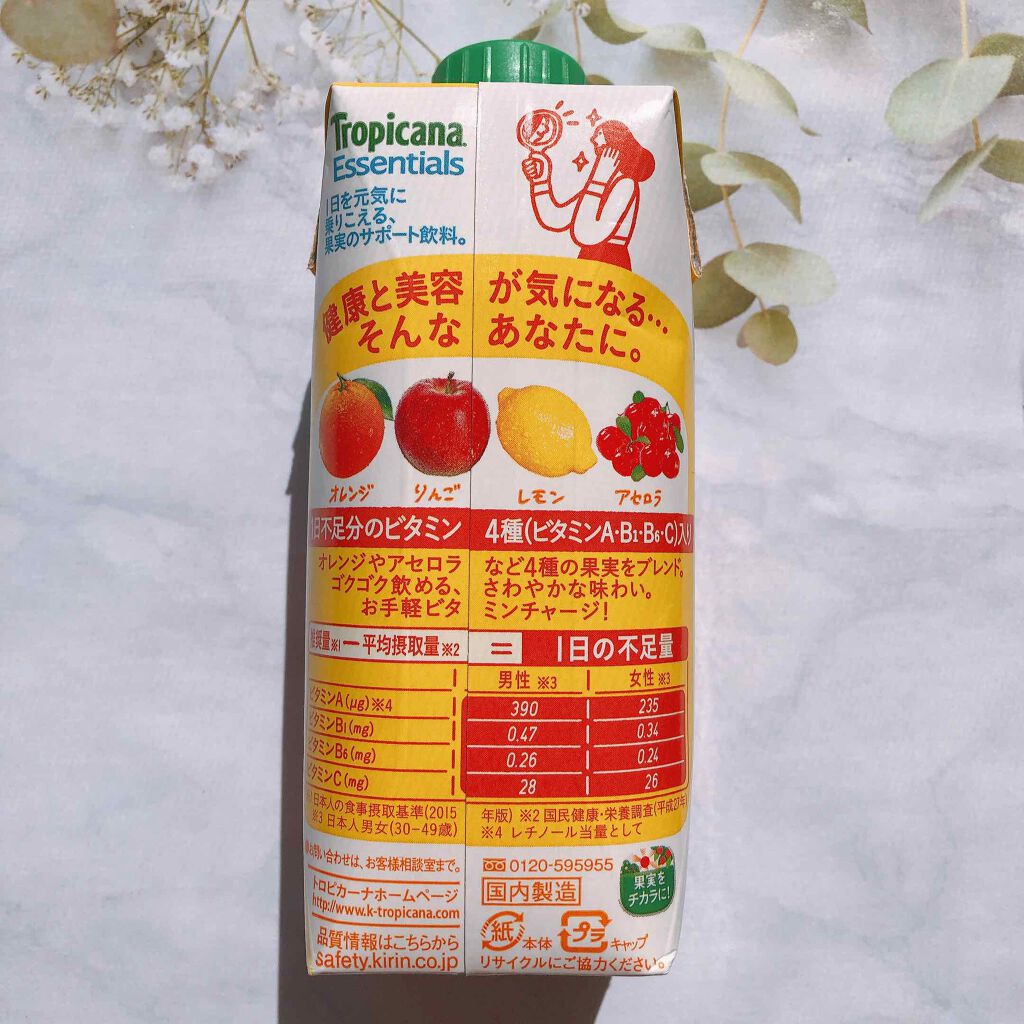 Tropicana
Essentials
1日を元気に
乗りこえる、
果実のサポート飲料。
健康と美容が気になる…
そんなあなたに。
オレンジ りんご レモン アセロラ
1日不足分のビタミン4種(ビタミンA・B1・B6・C)入り
オレンジやアセロラなど4種の果実をブレンド。
ゴクゴク飲める、さわやかな味わい。
お手軽ビタミンチャージ!
推奨量※1ー平均摂取量※2 = 1日の不足量
男性 ※3 女性※3
ビタミンA(μg)※4 390 235
ビタミンB1(mg) 0.47 0.34
ビタミンB6(mg) 0.26 0.24
ビタミンC(mg) 28 26
※1 日本人の食事摂取基準(2015年版) ※2 国民健康・栄養調査(平成27年)
※3 日本人男女(30-49歳) ※4 レチノール当量として
お問い合わせは、お客様相談室まで。 0120-595955
トロピカーナホームページ
http://www.k-tropicana.com
国内製造
果実を
チカラに!
品質情報はこちらから
safety.kirin.co.jp
紙 本体 プラ キャップ
リサイクルにご協力ください。